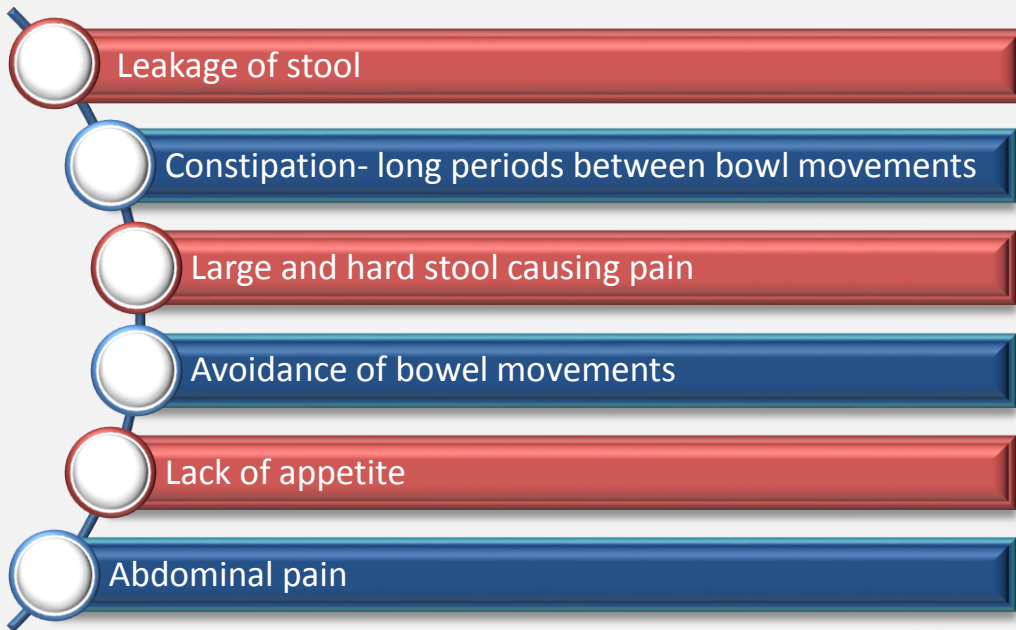 Leakage of stool
Constipation- long periods between bowl movements
Large and hard stool causing pain
Avoidance of bowel movements
Lack of appetite
Abdominal pain